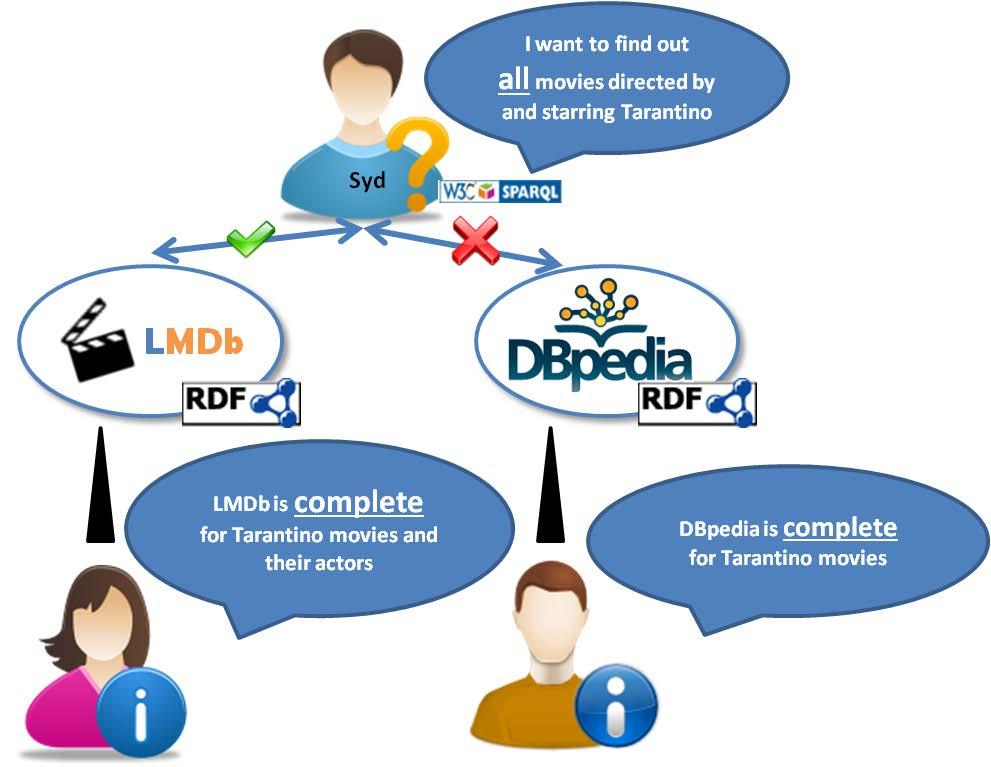 I want to find out
all movies directed by
and starring Tarantino
Syd
?
W3C SPARQL
LMDb
RDF
DBpedia
RDF
LMDb is complete
for Tarantino movies and
their actors
DBpedia is complete
for Tarantino movies
i
i